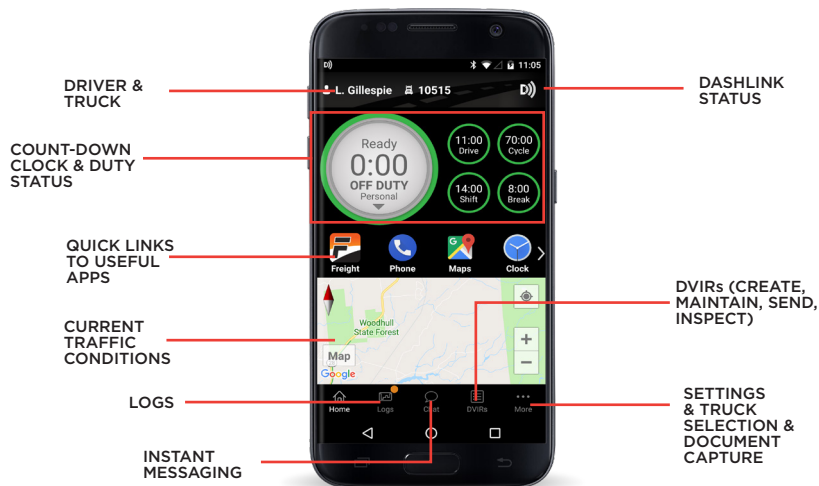 D)) 11:05
L. Gillespie 10515 D))
DRIVER &
TRUCK
DASHLINK
STATUS
COUNT-DOWN
CLOCK & DUTY
STATUS
Ready
0:00
OFF DUTY
Personal
11:00
Drive
70:00
Cycle
14:00
Shift
8:00
Break
QUICK LINKS
TO USEFUL
APPS
Freight Phone Maps Clock
DVIRs (CREATE,
MAINTAIN, SEND,
INSPECT)
CURRENT
TRAFFIC
CONDITIONS
Woodhull
State Forest
+
Map
−
Google
LOGS
Home Logs Chat DVIRs More
SETTINGS
& TRUCK
SELECTION &
DOCUMENT
CAPTURE
INSTANT
MESSAGING